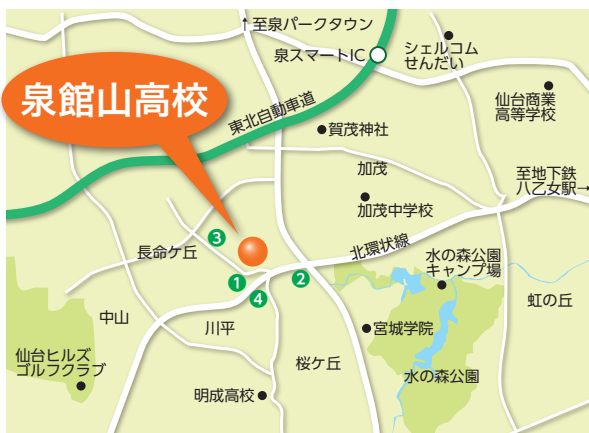 ↑至泉パークタウン
泉スマートIC
シェルコム
せんだい
泉館山高校
東北自動車道
仙台商業
高等学校
賀茂神社
加茂
至地下鉄
八乙女駅→
加茂中学校
3
長命ケ丘
北環状線
水の森公園
キャンプ場
1
2
4
虹の丘
中山
川平
宮城学院
仙台ヒルズ
ゴルフクラブ
桜ケ丘
水の森公園
明成高校